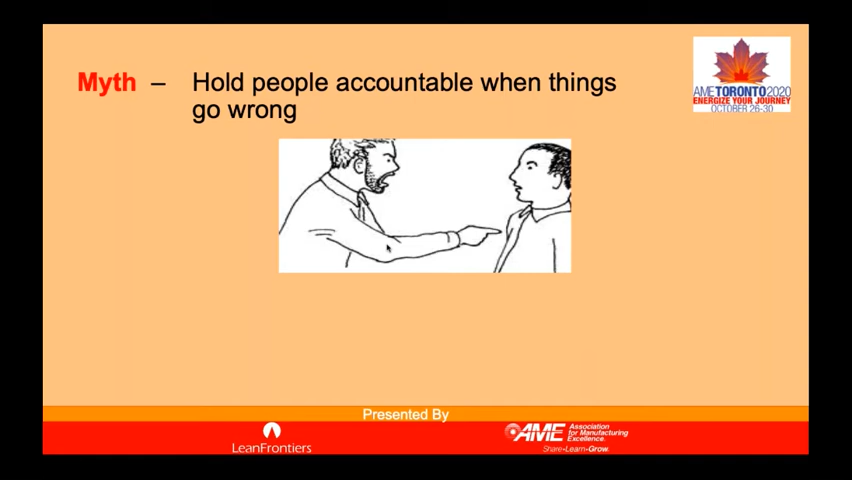 Myth – Hold people accountable when things
go wrong
AMETORONTO2020
ENERGIZE YOUR JOURNEY
OCTOBER 26-30
Presented By
LeanFrontiers
AME Association
for Manufacturing
Excellence.
Share·Learn·Grow